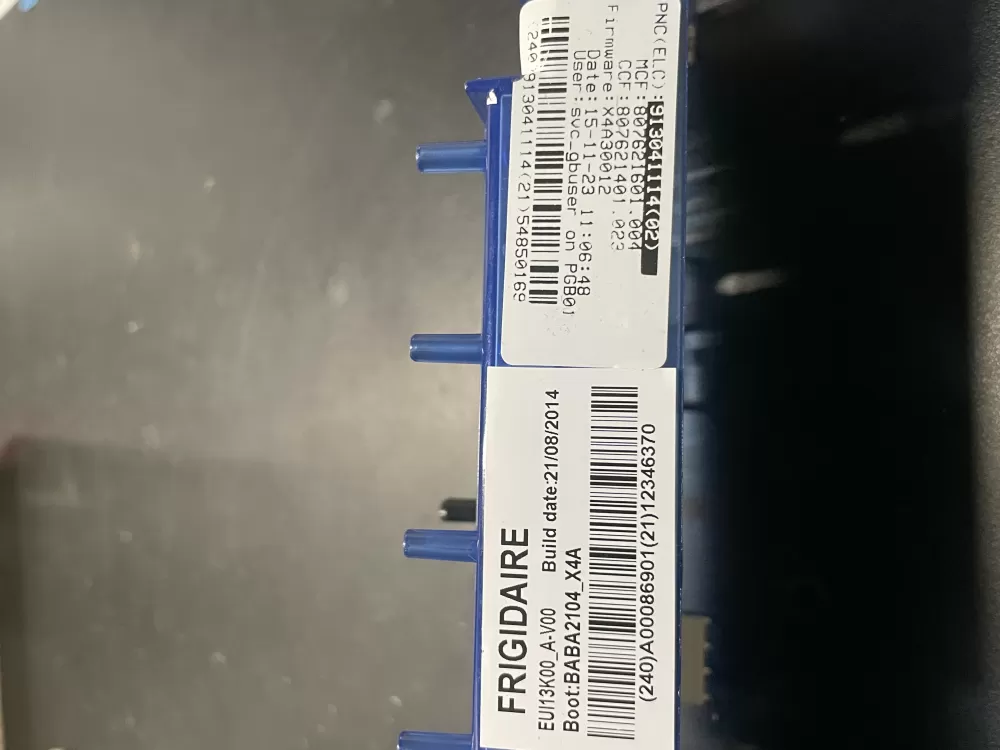 PNC(ELC):913041114(02)
MCF:807621601.004
CCF:807621401.023
Firmware:X4A30012
Date:15-11-23 11:06:48
User:svc_gbuser on PGB01
(240)913041114(21)54850169
FRIGIDAIRE
EUI13K00_A-V00 Build date:21/08/2014
Boot:BABA2104_X4A
(240)A00086901(21)12346370